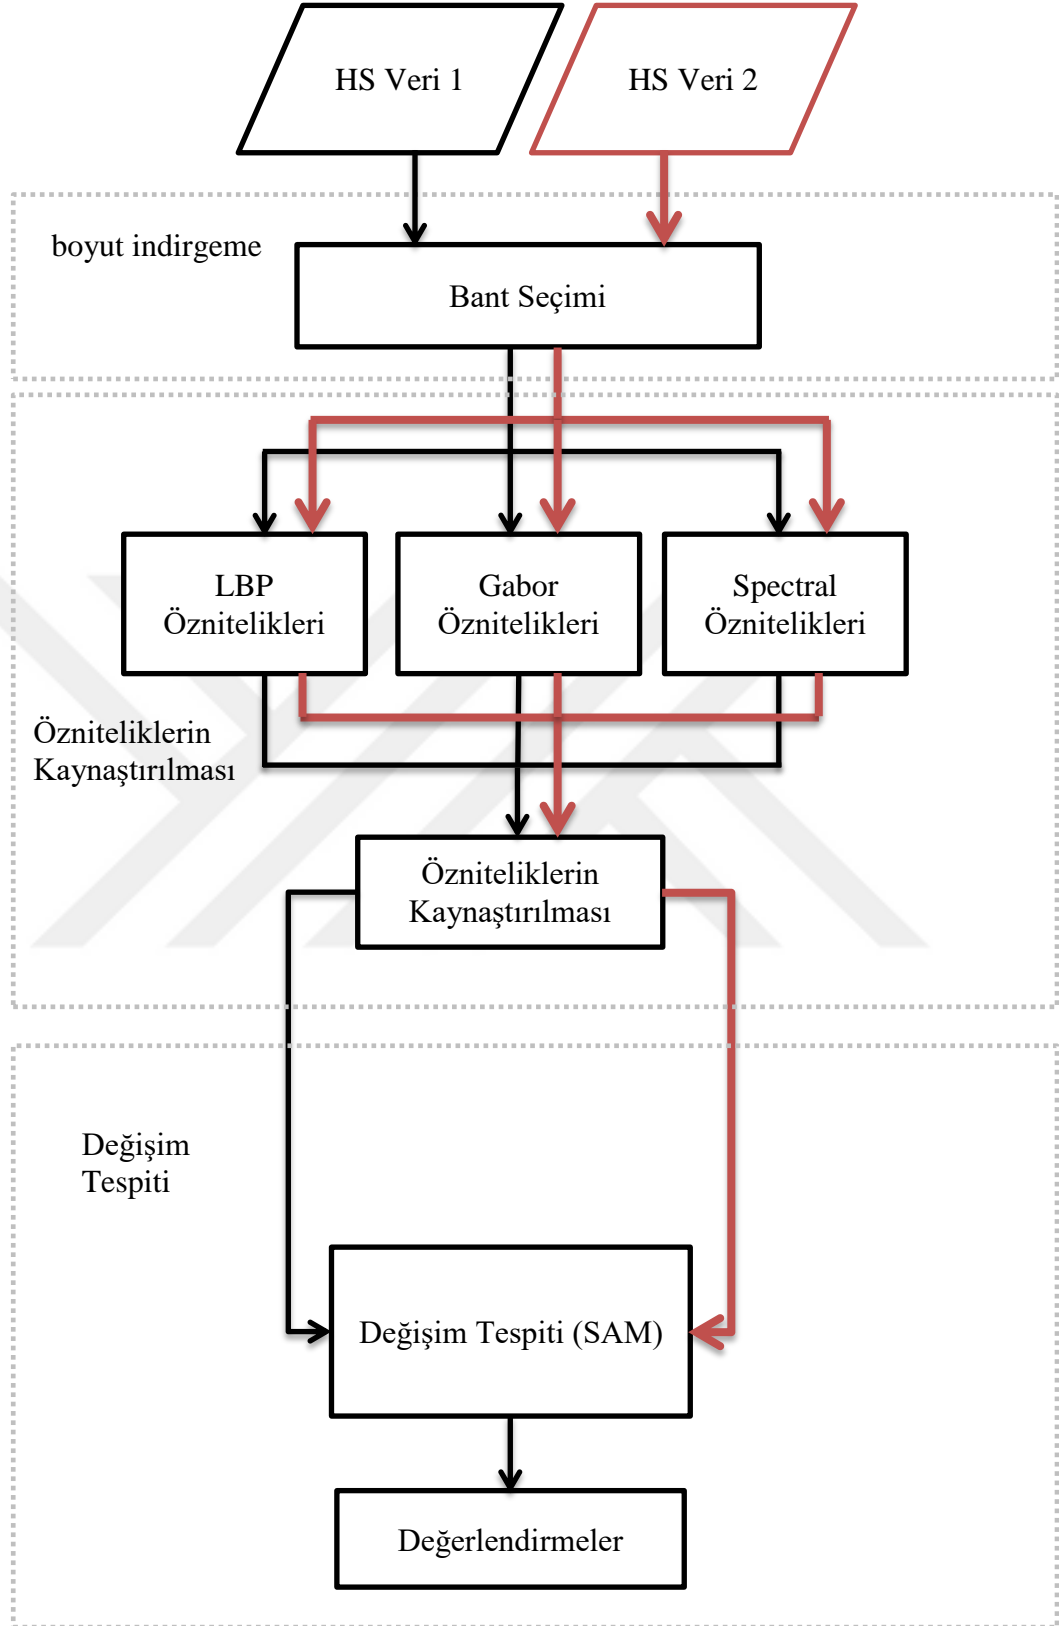 HS Veri 1
HS Veri 2
boyut indirgeme
Bant Seçimi
LBP
Öznitelikleri
Gabor
Öznitelikleri
Spectral
Öznitelikleri
Özniteliklerin
Kaynaştırılması
Özniteliklerin
Kaynaştırılması
Değişim
Tespiti
Değişim Tespiti (SAM)
Değerlendirmeler